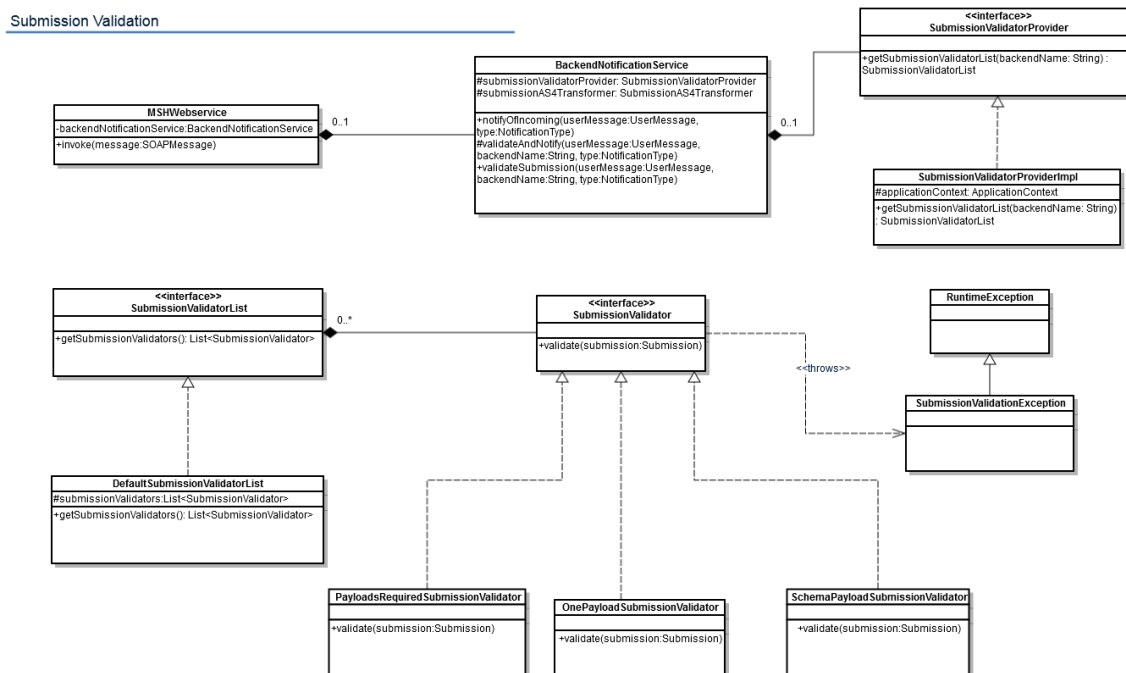 Submission Validation
<<interface>>
SubmissionValidatorProvider
+getSubmissionValidatorList(backendName: String) :
SubmissionValidatorList
BackendNotificationService
#submissionValidatorProvider: SubmissionValidatorProvider
#submissionAS4Transformer: SubmissionAS4Transformer
+notifyOfIncoming(userMessage:UserMessage,
type:NotificationType)
#validateAndNotify(userMessage:UserMessage,
backendName:String, type:NotificationType)
+validateSubmission(userMessage:UserMessage,
backendName:String, type:NotificationType)
0..1
MSHWebservice
-backendNotificationService:BackendNotificationService
+invoke(message:SOAPMessage)
0..1
SubmissionValidatorProviderImpl
#applicationContext: ApplicationContext
+getSubmissionValidatorList(backendName: String)
: SubmissionValidatorList
<<interface>>
SubmissionValidatorList
+getSubmissionValidators(): List<SubmissionValidator>
0..*
<<interface>>
SubmissionValidator
+validate(submission:Submission)
RuntimeException
<<throws>>
SubmissionValidationException
DefaultSubmissionValidatorList
#submissionValidators:List<SubmissionValidator>
+getSubmissionValidators(): List<SubmissionValidator>
PayloadsRequiredSubmissionValidator
+validate(submission:Submission)
OnePayloadSubmissionValidator
+validate(submission:Submission)
SchemaPayloadSubmissionValidator
+validate(submission:Submission)